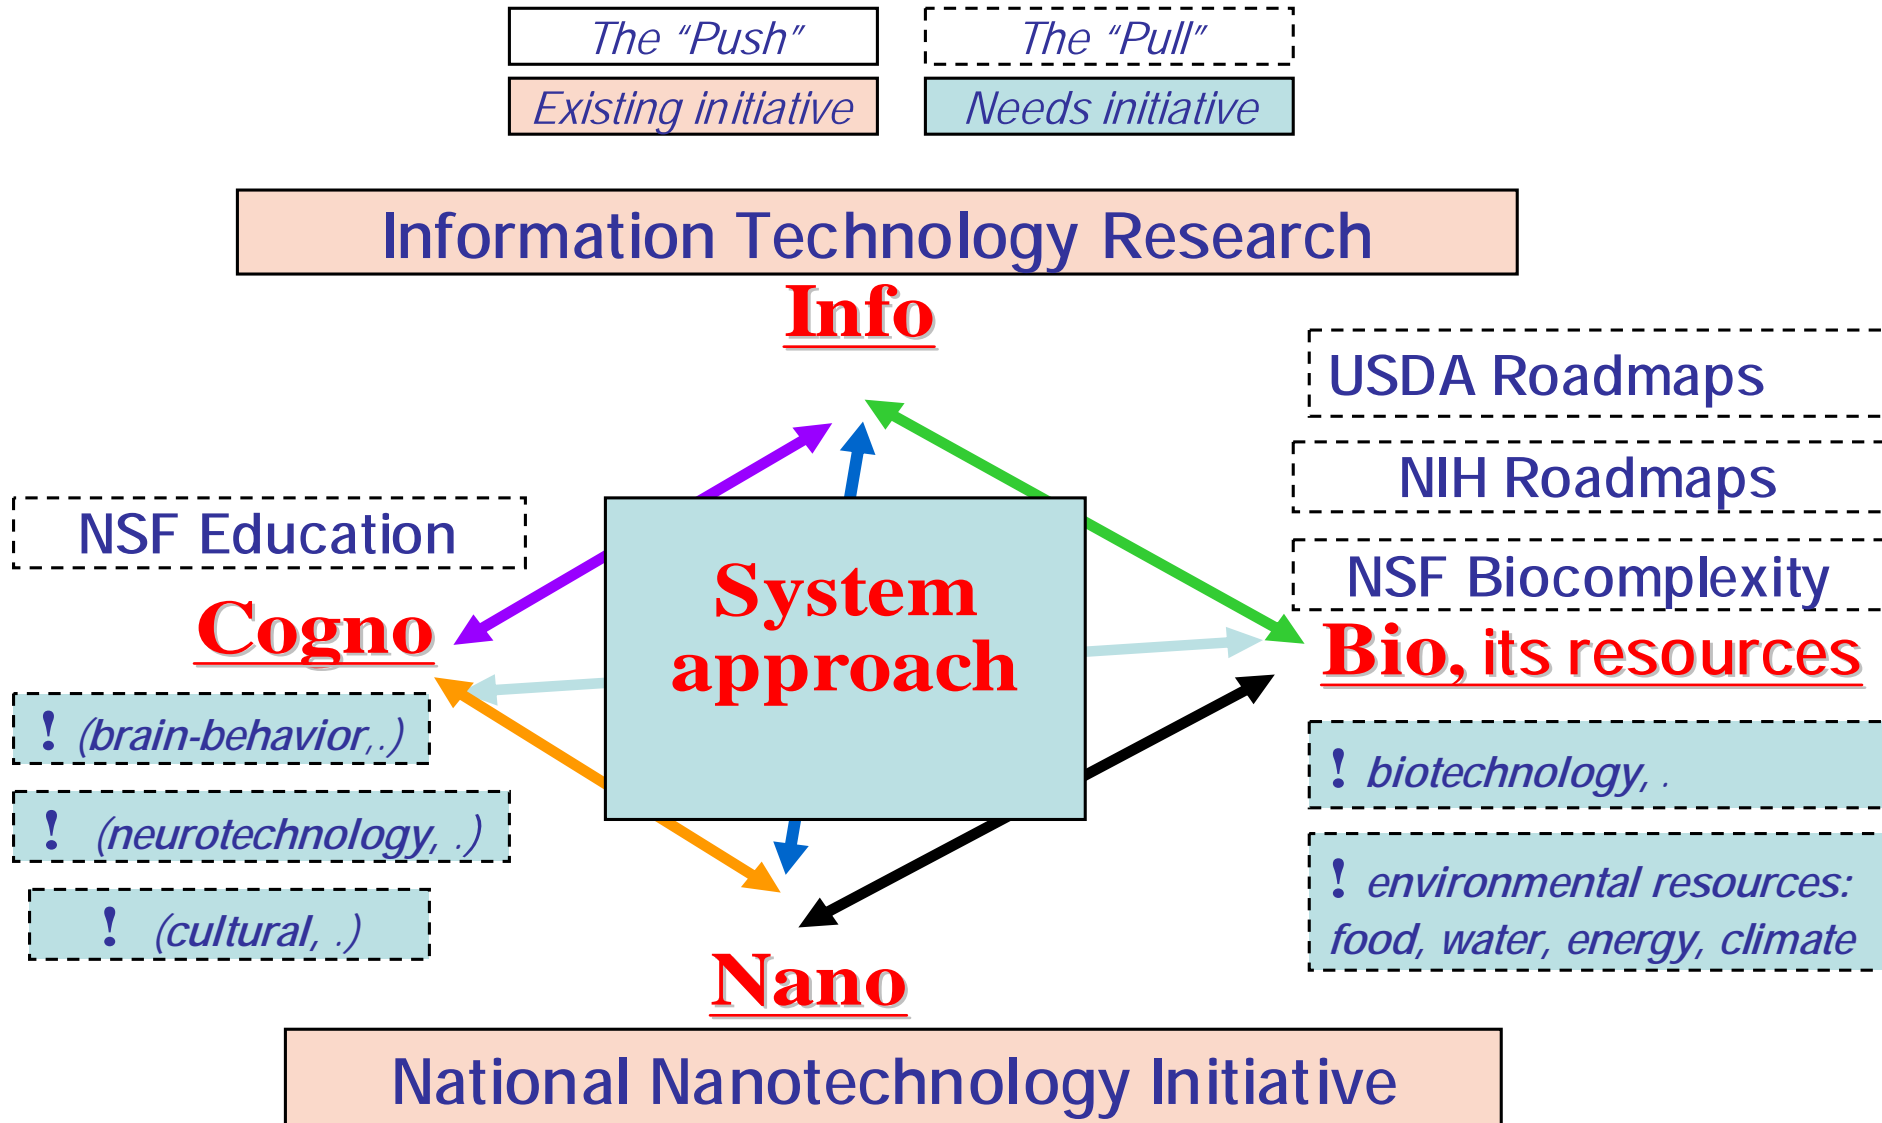 The “Push”
The “Pull”
Existing initiative
Needs initiative
Information Technology Research
Info
USDA Roadmaps
NIH Roadmaps
NSF Biocomplexity
Bio, its resources
! biotechnology, .
! environmental resources:
food, water, energy, climate
NSF Education
Cogno
! (brain-behavior,.)
! (neurotechnology, .)
! (cultural, .)
System
approach
Nano
National Nanotechnology Initiative